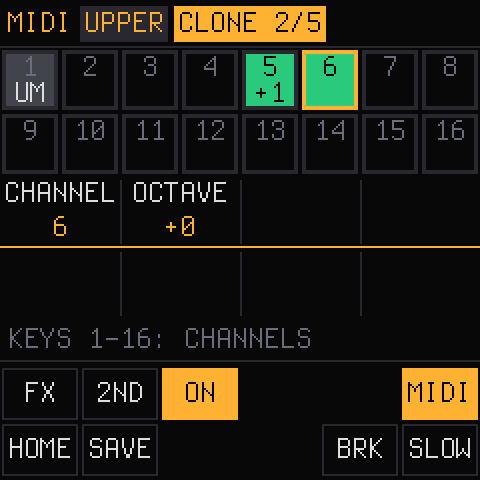 MIDI UPPER CLONE 2/5
1 2 3 4 5 6 7 8
UM +1
9 10 11 12 13 14 15 16
CHANNEL OCTAVE
6 +0
KEYS 1-16: CHANNELS
FX 2ND ON MIDI
HOME SAVE BRK SLOW